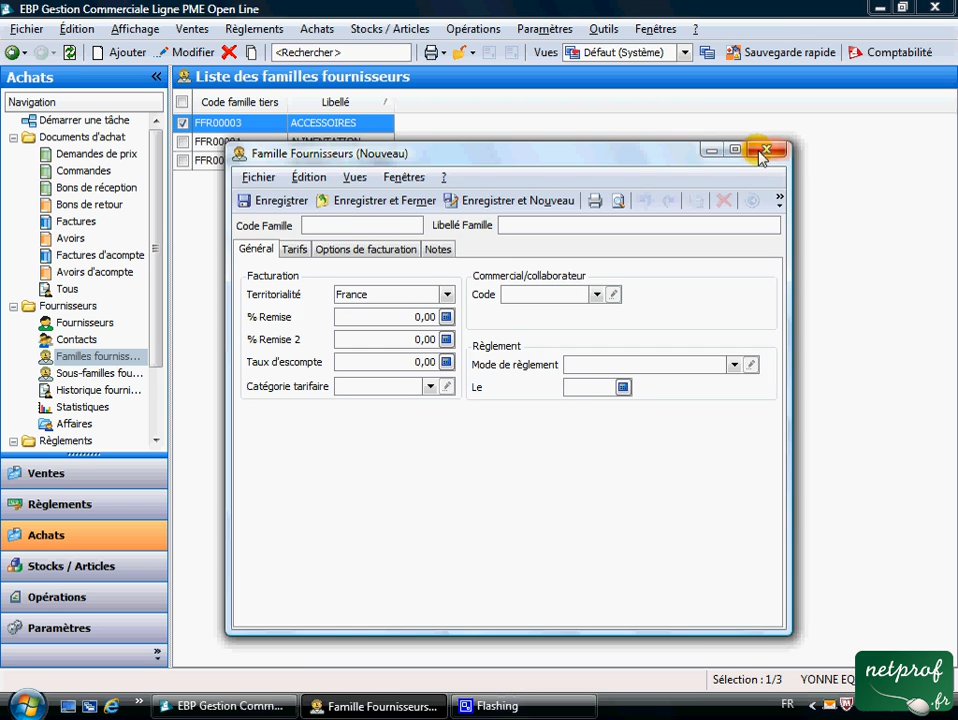 EBP Gestion Commerciale Ligne PME Open Line
Fichier Édition Affichage Ventes Règlements Achats Stocks / Articles Opérations Paramètres Outils Fenêtres ?
Ajouter Modifier <Rechercher> Vues Défaut (Système) Sauvegarde rapide Comptabilité
Achats «
Liste des familles fournisseurs
Navigation
Code famille tiers Libellé /
Démarrer une tâche
FFR00003 ACCESSOIRES
Documents d'achat
Demandes de prix
Commandes
Bons de réception
Bons de retour
Factures
Avoirs
Factures d'acompte
Avoirs d'acompte
Tous
Fournisseurs
Fournisseurs
Contacts
Familles fourniss...
Sous-familles fou...
Historique fourni...
Statistiques
Affaires
Règlements
Ventes
Règlements
Achats
Stocks / Articles
Opérations
Paramètres
»
Famille Fournisseurs (Nouveau)
Fichier Édition Vues Fenêtres ?
Enregistrer Enregistrer et Fermer Enregistrer et Nouveau
Code Famille Libellé Famille
Général Tarifs Options de facturation Notes
Facturation
Territorialité France
% Remise 0,00
% Remise 2 0,00
Taux d'escompte 0,00
Catégorie tarifaire
Commercial/collaborateur
Code
Règlement
Mode de règlement
Le
Sélection : 1/3 YONNE EQ
netprof
.fr
» EBP Gestion Comm... Famille Fournisseurs... Flashing FR <